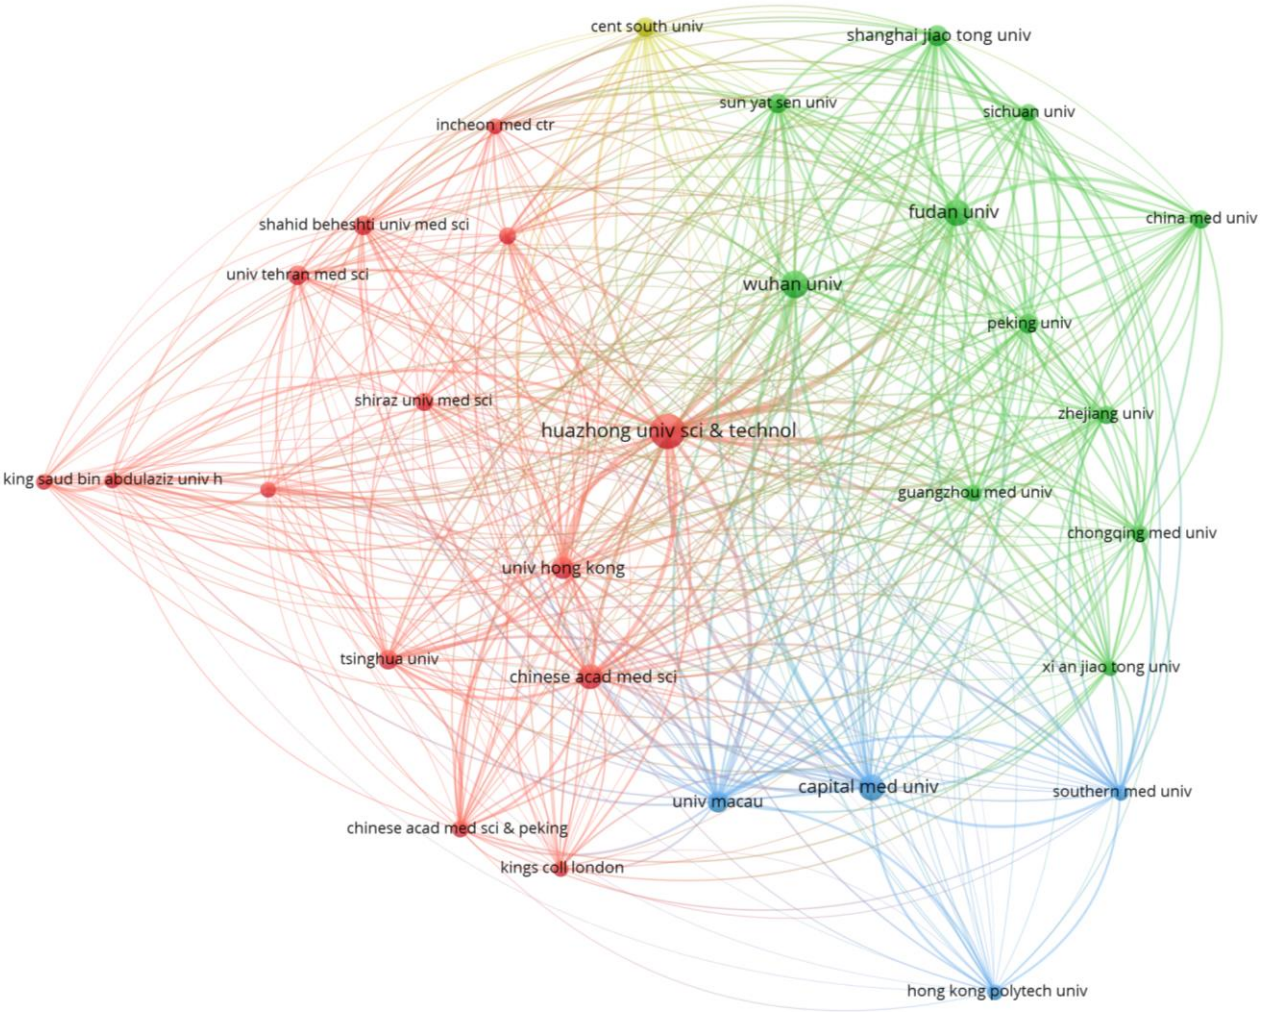 cent south univ
shanghai jiao tong univ
sun yat sen univ
sichuan univ
incheon med ctr
fudan univ
china med univ
shahid beheshti univ med sci
univ tehran med sci
wuhan univ
peking univ
shiraz univ med sci
zhejiang univ
huazhong univ sci & technol
king saud bin abdulaziz univ h
guangzhou med univ
chongqing med univ
univ hong kong
tsinghua univ
xi an jiao tong univ
chinese acad med sci
capital med univ
southern med univ
univ macau
chinese acad med sci & peking
kings coll london
hong kong polytech univ